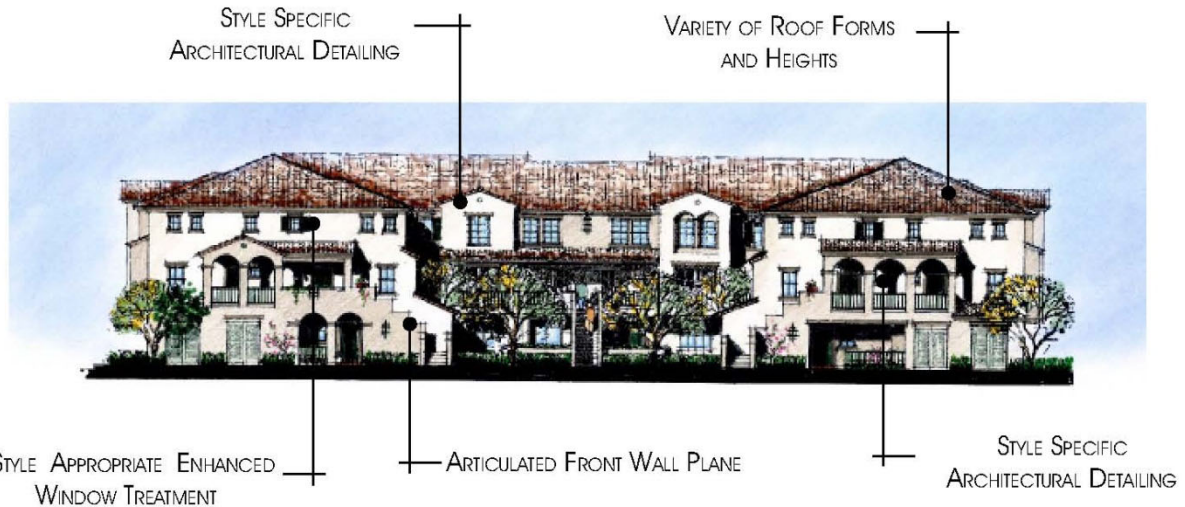 Style Specific
Architectural Detailing
Variety of Roof Forms
and Heights
Style Appropriate Enhanced
Window Treatment
Articulated Front Wall Plane
Style Specific
Architectural Detailing